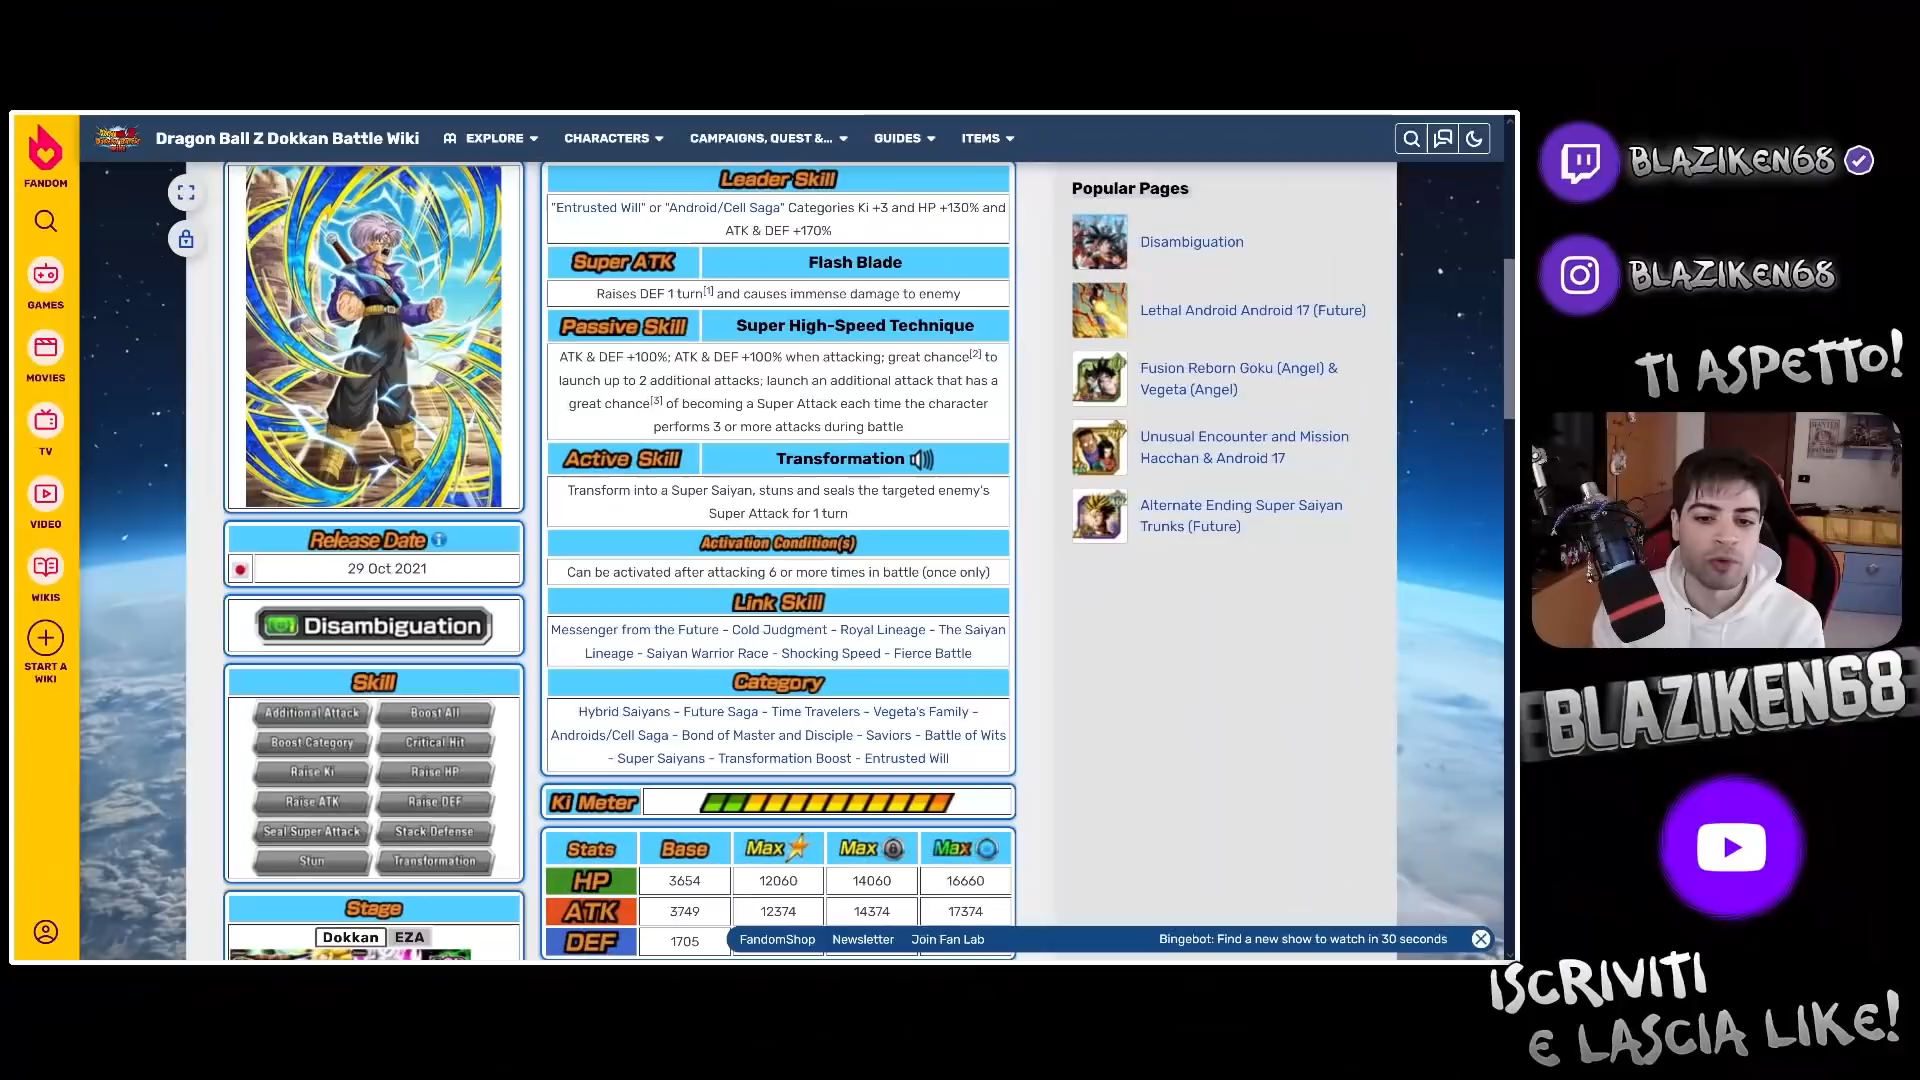 Dragon Ball Z Dokkan Battle Wiki
EXPLORE
CHARACTERS
CAMPAIGNS, QUEST &...
GUIDES
ITEMS
FANDOM
GAMES
MOVIES
TV
VIDEO
WIKIS
START A
WIKI
Release Date
29 Oct 2021
Disambiguation
Skill
Additional Attack
Boost All
Boost Category
Critical Hit
Raise Ki
Raise HP
Raise ATK
Raise DEF
Seal Super Attack
Stack Defense
Stun
Transformation
Stage
Dokkan
EZA
Leader Skill
"Entrusted Will" or "Android/Cell Saga" Categories Ki +3 and HP +130% and
ATK & DEF +170%
Super ATK
Flash Blade
Raises DEF 1 turn[1] and causes immense damage to enemy
Passive Skill
Super High-Speed Technique
ATK & DEF +100%; ATK & DEF +100% when attacking; great chance[2] to
launch up to 2 additional attacks; launch an additional attack that has a
great chance[3] of becoming a Super Attack each time the character
performs 3 or more attacks during battle
Active Skill
Transformation
Transform into a Super Saiyan, stuns and seals the targeted enemy's
Super Attack for 1 turn
Activation Condition(s)
Can be activated after attacking 6 or more times in battle (once only)
Link Skill
Messenger from the Future - Cold Judgment - Royal Lineage - The Saiyan
Lineage - Saiyan Warrior Race - Shocking Speed - Fierce Battle
Category
Hybrid Saiyans - Future Saga - Time Travelers - Vegeta's Family -
Androids/Cell Saga - Bond of Master and Disciple - Saviors - Battle of Wits
- Super Saiyans - Transformation Boost - Entrusted Will
Ki Meter
Stats Base Max Max Max
HP 3654 12060 14060 16660
ATK 3749 12374 14374 17374
DEF 1705
FandomShop Newsletter Join Fan Lab
Bingebot: Find a new show to watch in 30 seconds
Popular Pages
Disambiguation
Lethal Android Android 17 (Future)
Fusion Reborn Goku (Angel) &
Vegeta (Angel)
Unusual Encounter and Mission
Hacchan & Android 17
Alternate Ending Super Saiyan
Trunks (Future)
BLAZIKEN68
BLAZIKEN68
TI ASPETTO!
BLAZIKEN68
ISCRIVITI
E LASCIA LIKE!